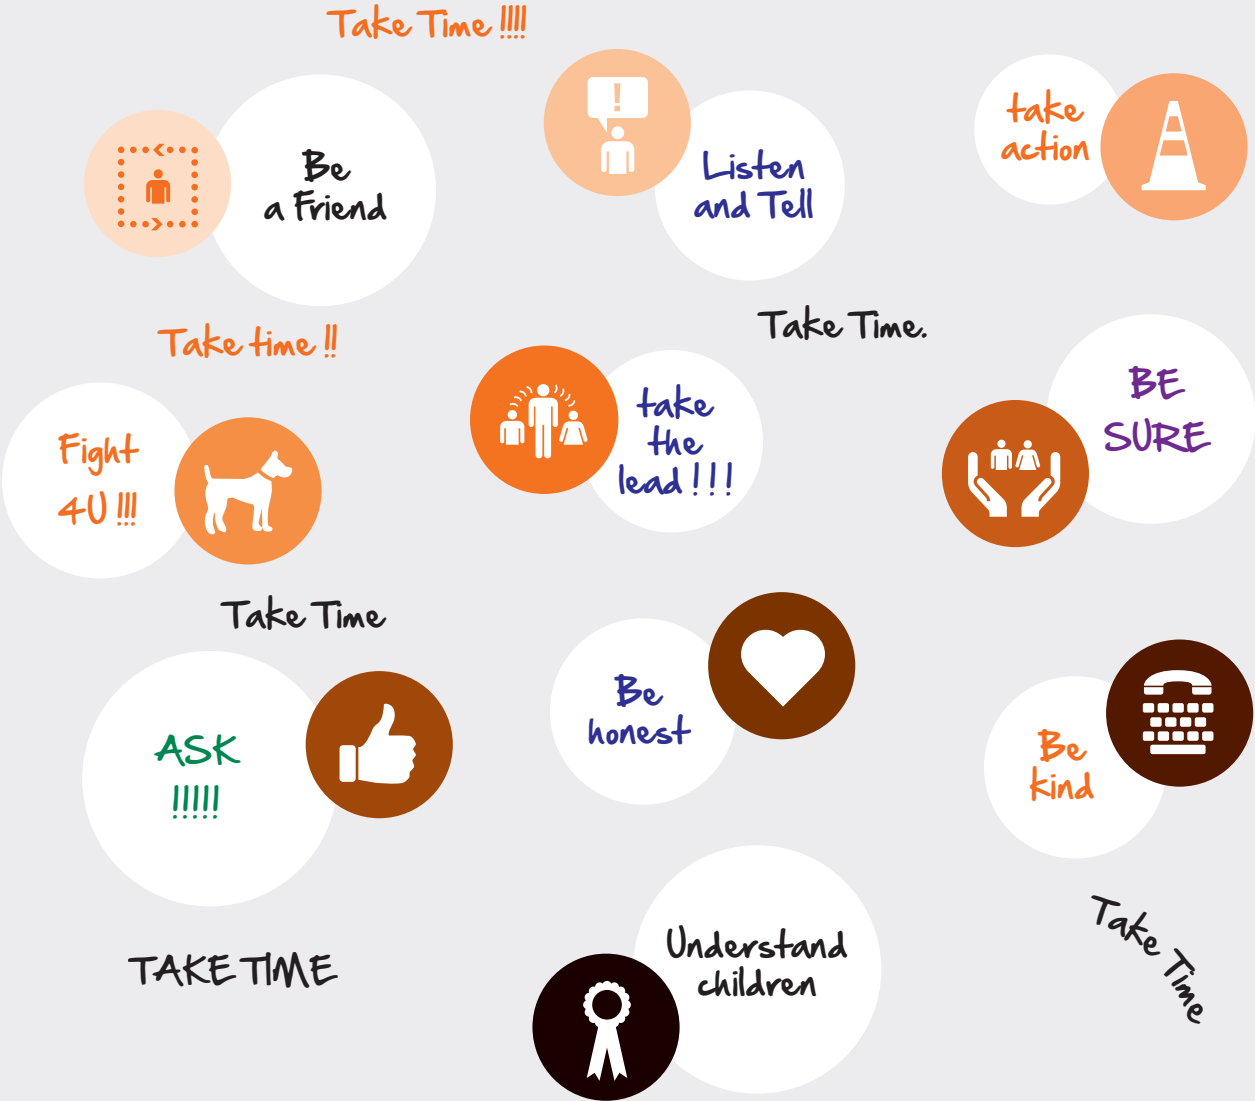 Take Time !!!!
Be
a Friend
Listen
and Tell
take
action
Take time !!
Take Time.
Fight
4U !!!
take
the
lead ! ! !
BE
SURE
Take Time
ASK
!!!!!
Be
honest
Be
kind
TAKE TIME
Understand
children
Take Time
!